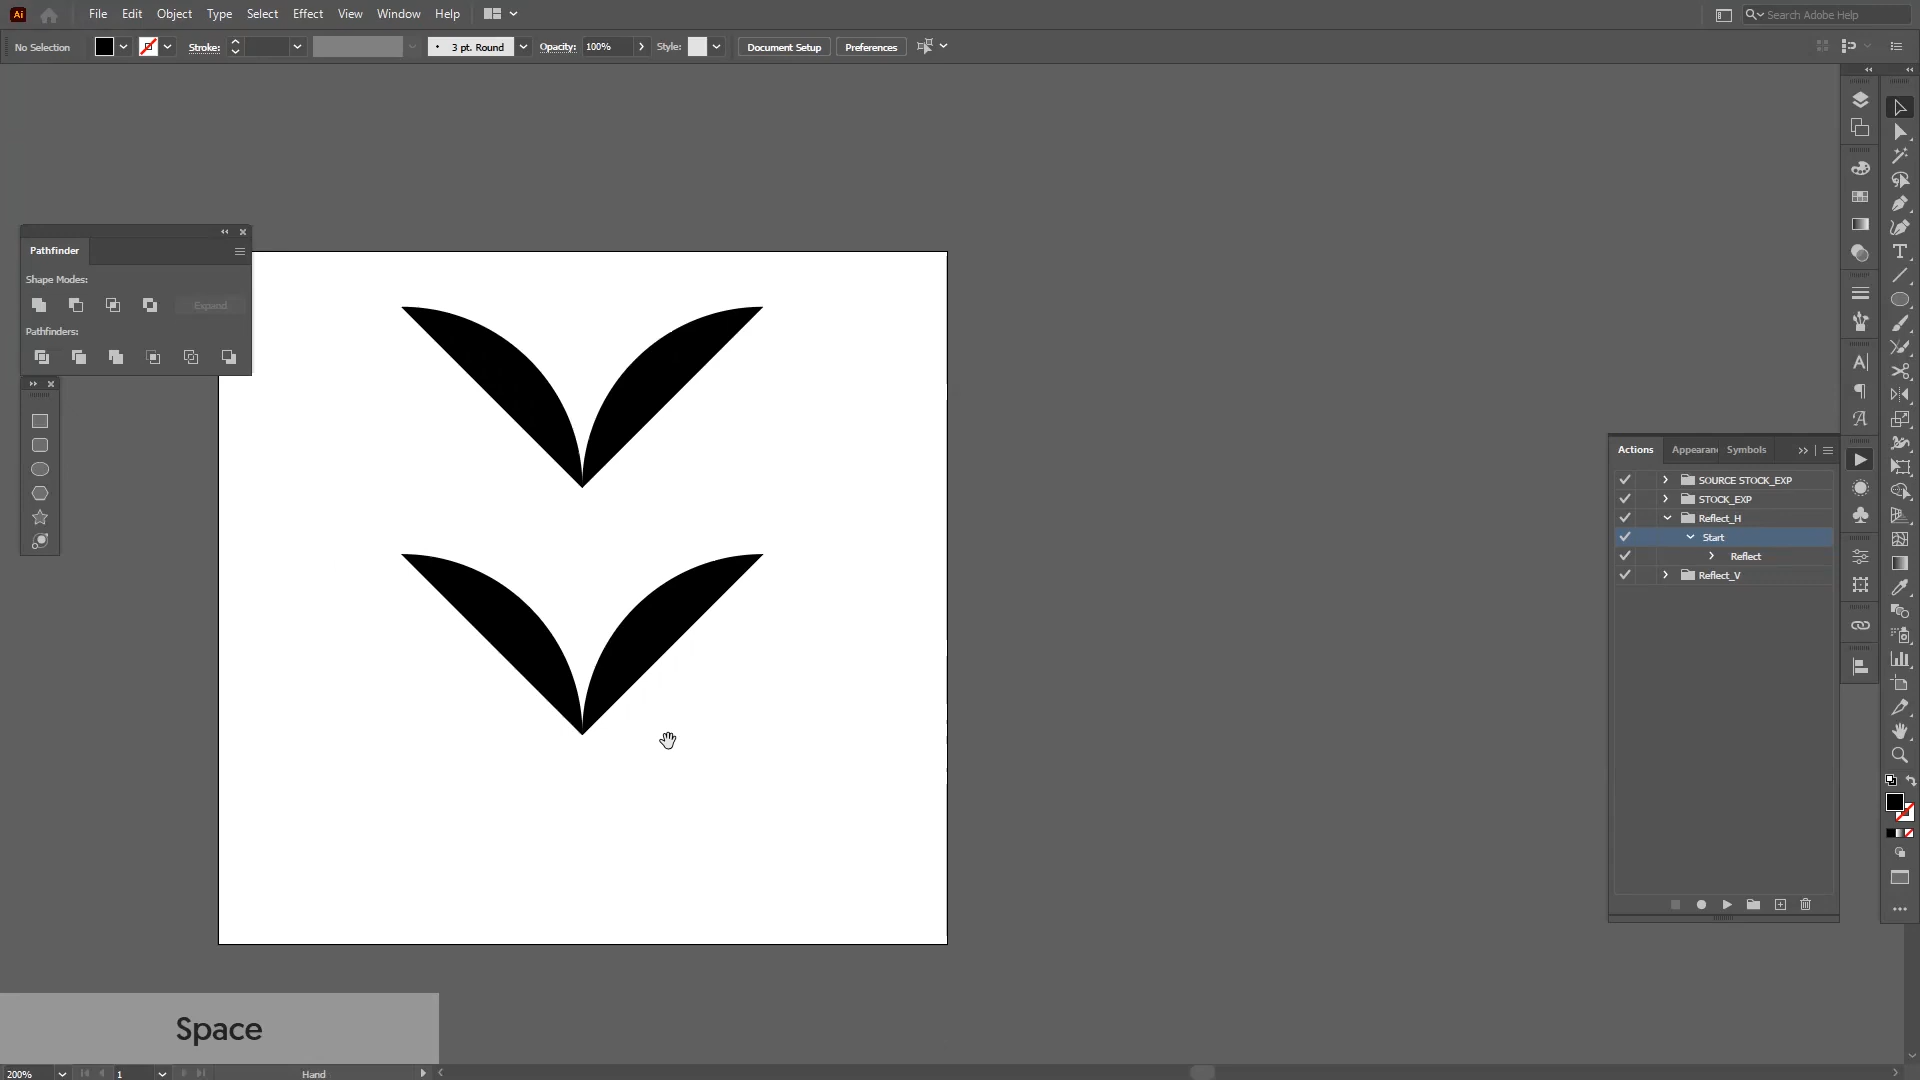 Ai File Edit Object Type Select Effect View Window Help Search Adobe Help
No Selection Stroke: 3 pt. Round Opacity: 100% Style: Document Setup Preferences
Pathfinder
Shape Modes:
Expand
Pathfinders:
Actions Appearan Symbols
SOURCE STOCK_EXP
STOCK_EXP
Reflect_H
Start
Reflect
Reflect_V
Space
200% 1 Hand